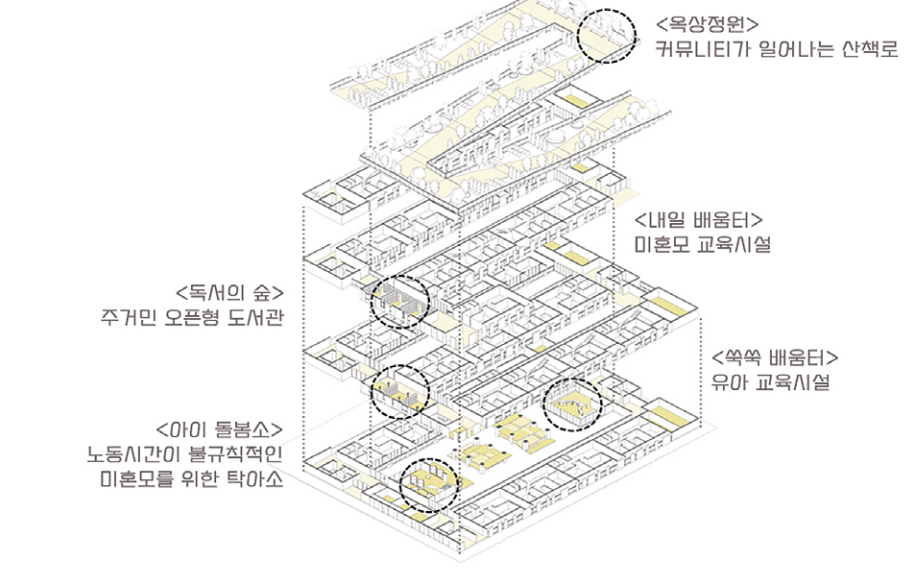 <옥상정원>
커뮤니티가 일어나는 산책로
<내일 배움터>
미혼모 교육시설
<독서의 숲>
주거민 오픈형 도서관
<쑥쑥 배움터>
유아 교육시설
<아이 돌봄소>
노동시간이 불규칙적인
미혼모를 위한 탁아소